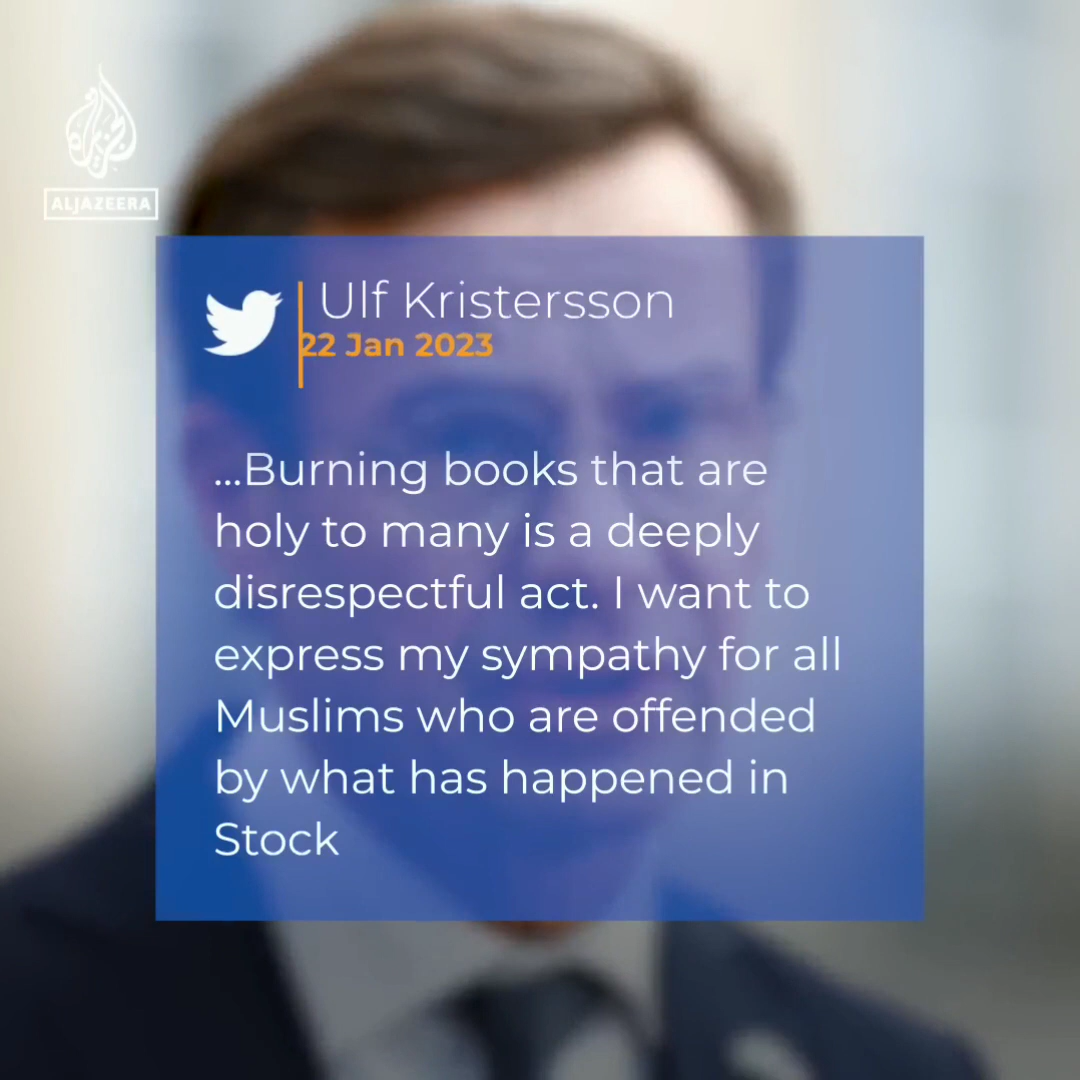 الجزيرة
ALJAZEERA
Ulf Kristersson
22 Jan 2023
...Burning books that are
holy to many is a deeply
disrespectful act. I want to
express my sympathy for all
Muslims who are offended
by what has happened in
Stock